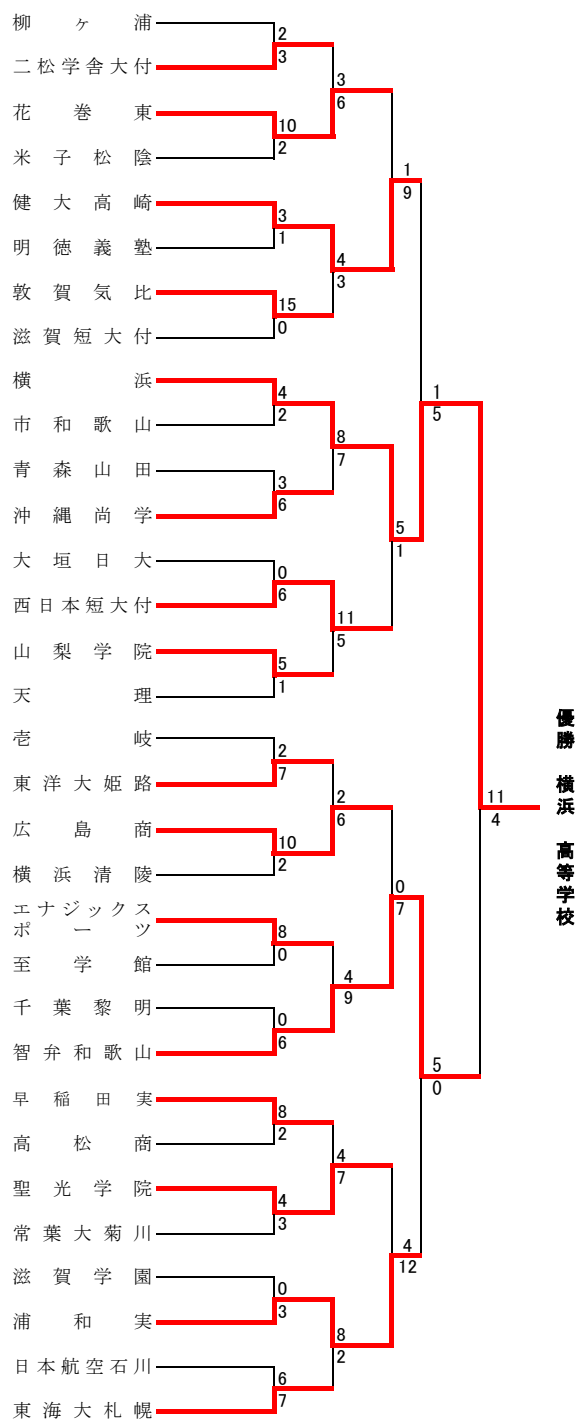 柳ヶ浦
2
二松学舎大付
3
3
6
花巻東
10
米子松陰
2
1
9
健大高崎
3
明徳義塾
1
4
3
敦賀気比
15
滋賀短大付
0
1
5
横浜
4
市和歌山
2
8
7
青森山田
3
沖縄尚学
6
5
1
大垣日大
0
西日本短大付
6
11
5
山梨学院
5
天理
1
11
4
優勝 横浜 高等学校
壱岐
2
東洋大姫路
7
2
6
広島商
10
横浜清陵
2
0
7
エナジックス
ポーツ
8
至学館
0
4
9
千葉黎明
0
智弁和歌山
6
5
0
早稲田実
8
高松商
2
4
7
聖光学院
4
常葉大菊川
3
4
12
滋賀学園
0
浦和実
3
8
2
日本航空石川
6
東海大札幌
7